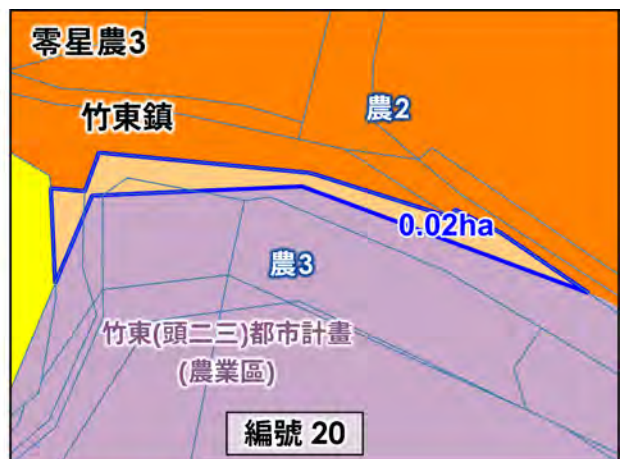 零星農3
竹東鎮
農2
0.02ha
農3
竹東(頭二三)都市計畫
(農業區)
編號 20